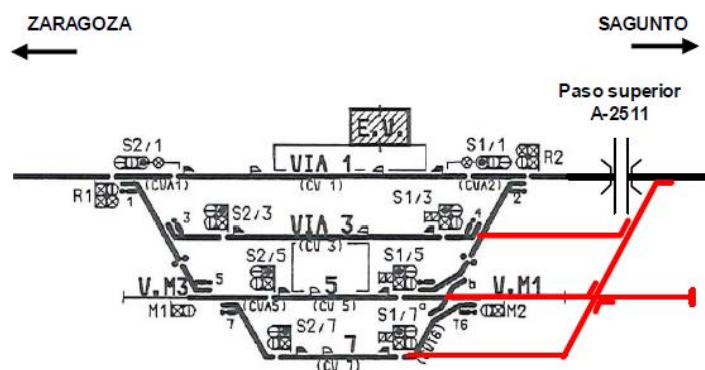 ZARAGOZA SAGUNTO
Paso superior
A-2511
E.V.
S2/1 VIA 1 S1/1 R2
(CVA1) (CV 1) (CVA2)
R1 1 2
S2/3 S1/3
3 VIA 3 4
(CV 3)
S2/5 S1/5
5 b
V.M3 5 V.M1
(CVA5) (CV 5) a
M1 7 S2/7 S1/7 T6 M2
7 (CVT6)
(CV 7)